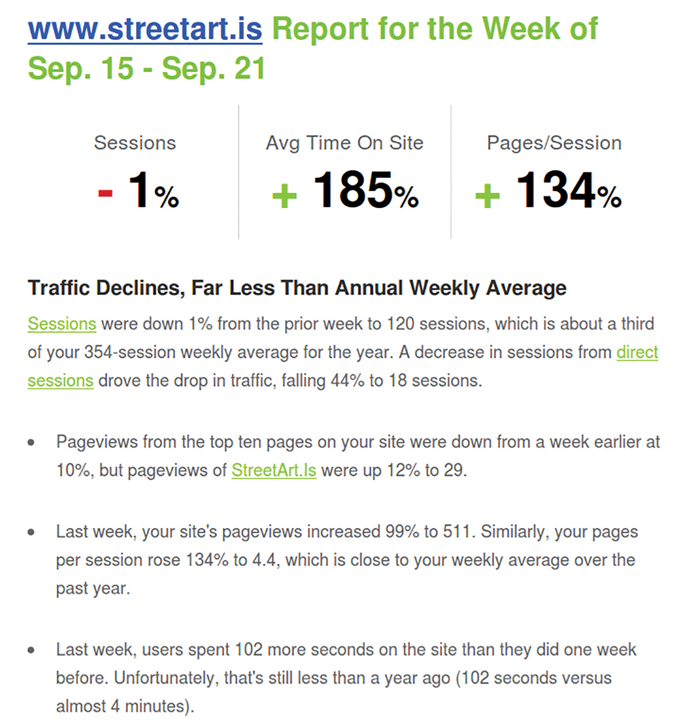 www.streetart.is Report for the Week of
Sep. 15 - Sep. 21
Sessions
- 1%
Avg Time On Site
+ 185%
Pages/Session
+ 134%
Traffic Declines, Far Less Than Annual Weekly Average
Sessions were down 1% from the prior week to 120 sessions, which is about a third
of your 354-session weekly average for the year. A decrease in sessions from direct
sessions drove the drop in traffic, falling 44% to 18 sessions.
• Pageviews from the top ten pages on your site were down from a week earlier at
10%, but pageviews of StreetArt.Is were up 12% to 29.
• Last week, your site's pageviews increased 99% to 511. Similarly, your pages
per session rose 134% to 4.4, which is close to your weekly average over the
past year.
• Last week, users spent 102 more seconds on the site than they did one week
before. Unfortunately, that's still less than a year ago (102 seconds versus
almost 4 minutes).